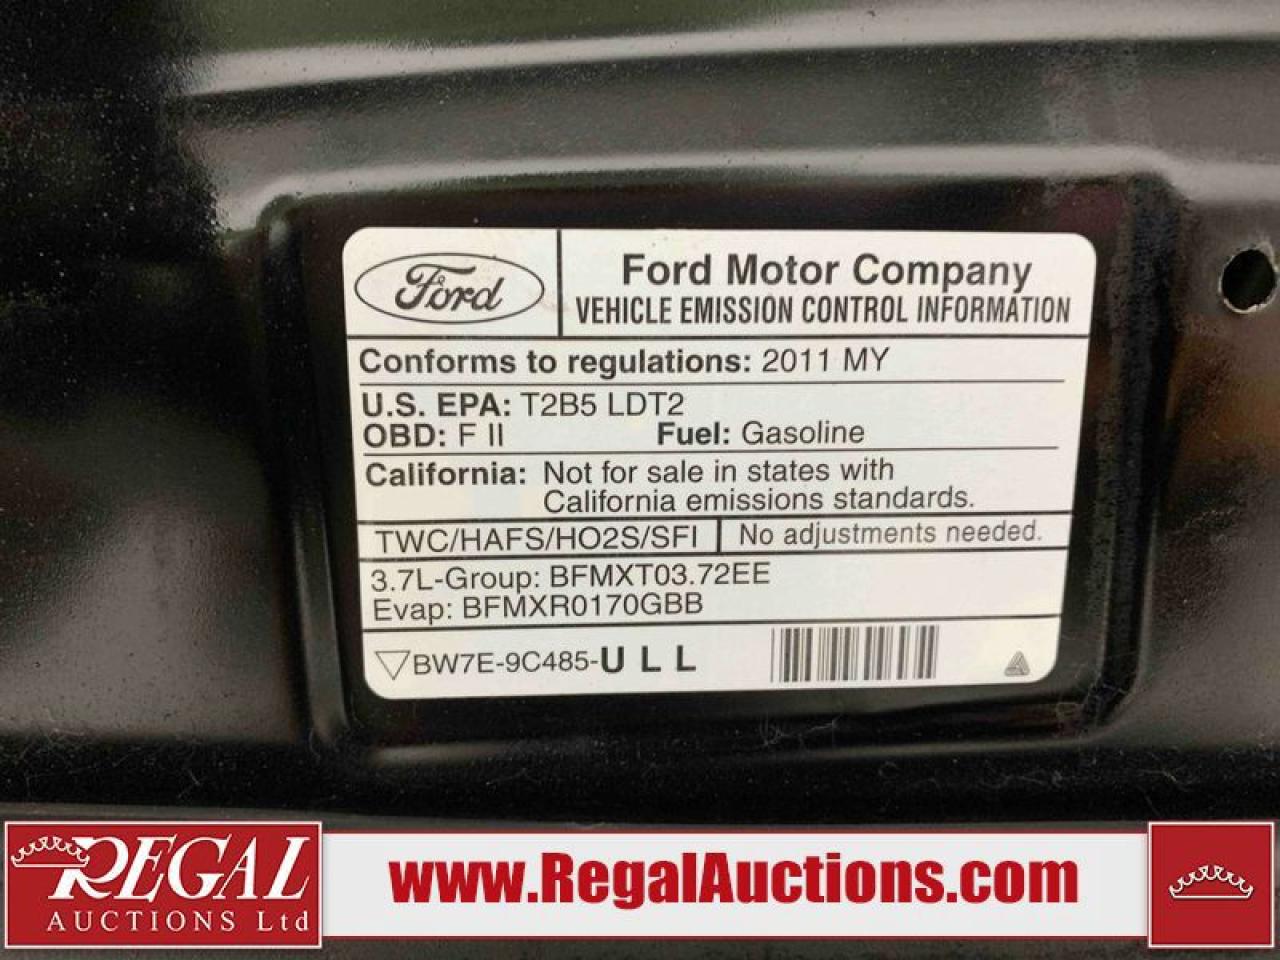 Ford
Ford Motor Company
VEHICLE EMISSION CONTROL INFORMATION
Conforms to regulations: 2011 MY
U.S. EPA: T2B5 LDT2
OBD: F II Fuel: Gasoline
California: Not for sale in states with
California emissions standards.
TWC/HAFS/HO2S/SFI No adjustments needed.
3.7L-Group: BFMXT03.72EE
Evap: BFMXR0170GBB
BW7E-9C485-ULL
REGAL
AUCTIONS Ltd
www.RegalAuctions.com